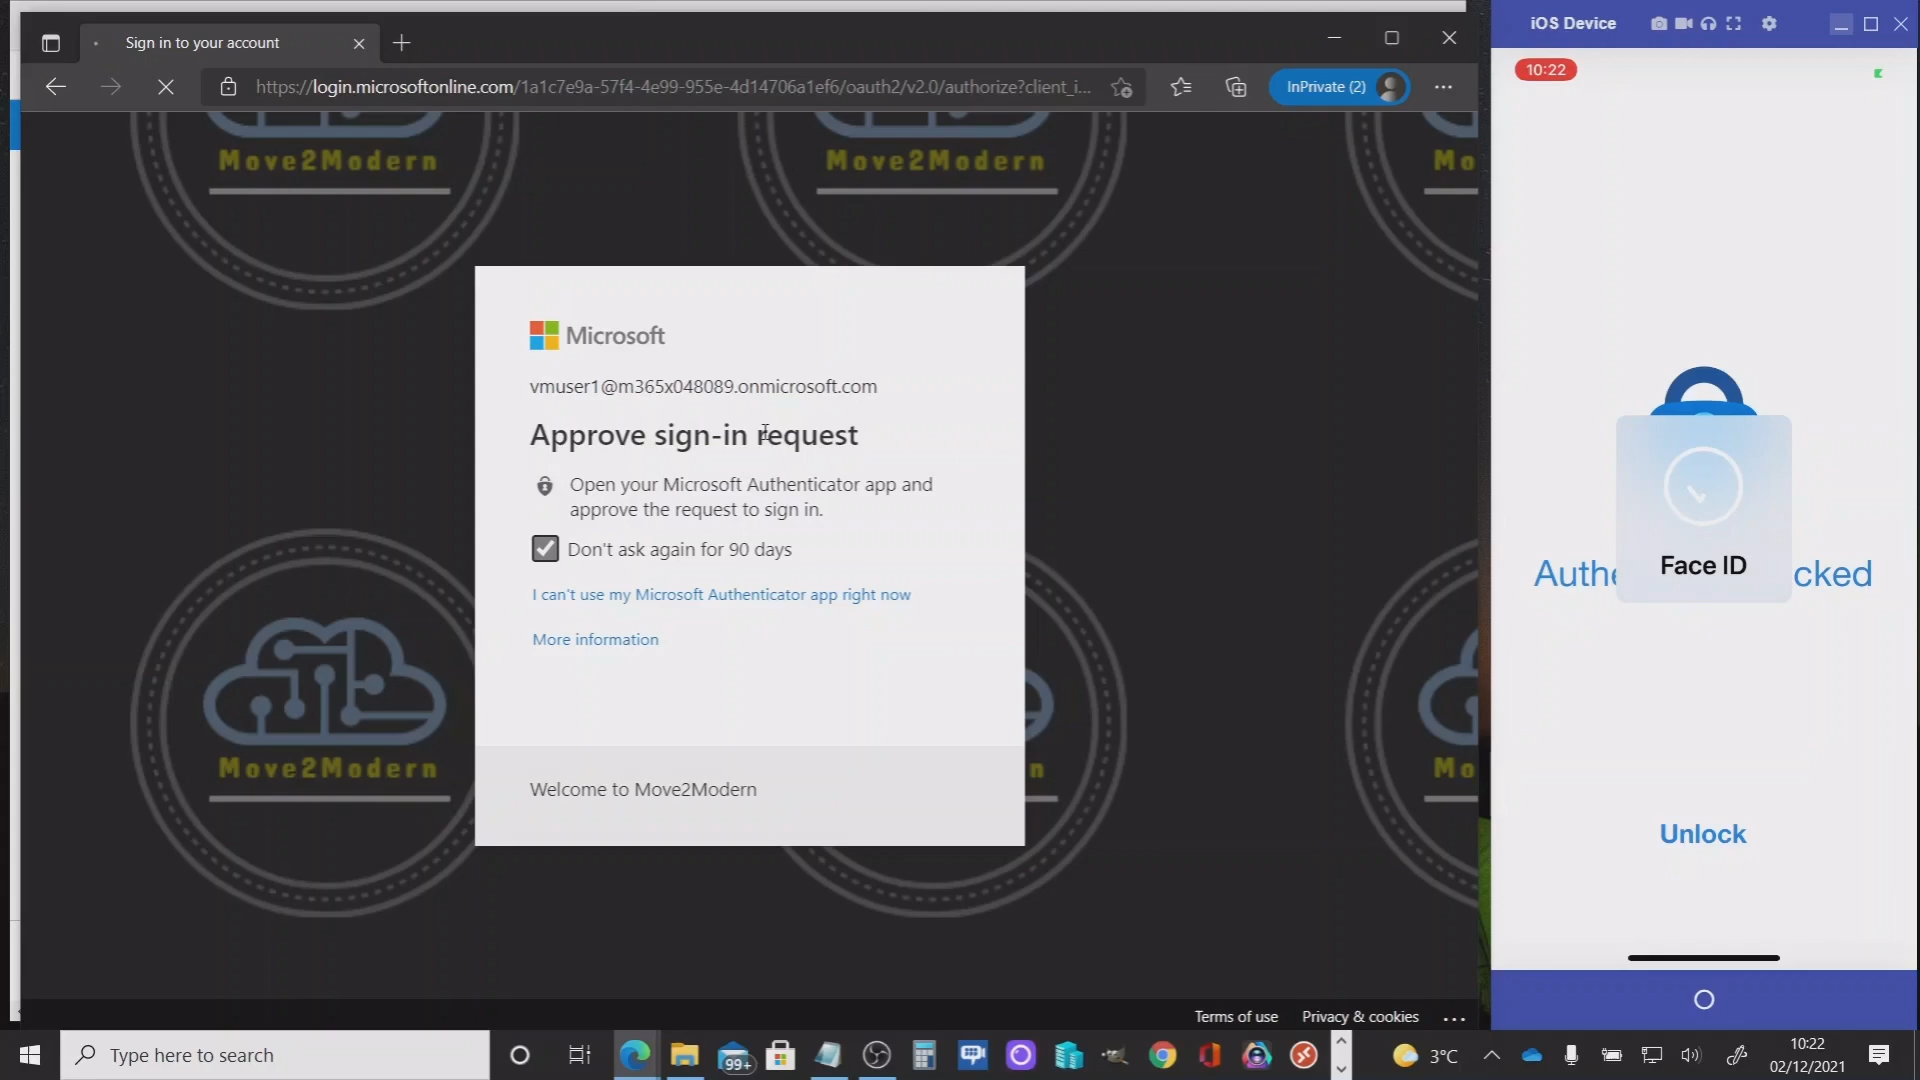 Sign in to your account
https://login.microsoftonline.com/1a1c7e9a-57f4-4e99-955e-4d14706a1ef6/oauth2/v2.0/authorize?client_i...
InPrivate (2)
Move2Modern
Move2Modern
Mo
Microsoft
vmuser1@m365x048089.onmicrosoft.com
Approve sign-in request
Open your Microsoft Authenticator app and
approve the request to sign in.
Don't ask again for 90 days
I can't use my Microsoft Authenticator app right now
More information
Move2Modern
n
Mo
Welcome to Move2Modern
Terms of use
Privacy & cookies
iOS Device
10:22
Authe
cked
Face ID
Unlock
Type here to search
99+
3°C
10:22
02/12/2021